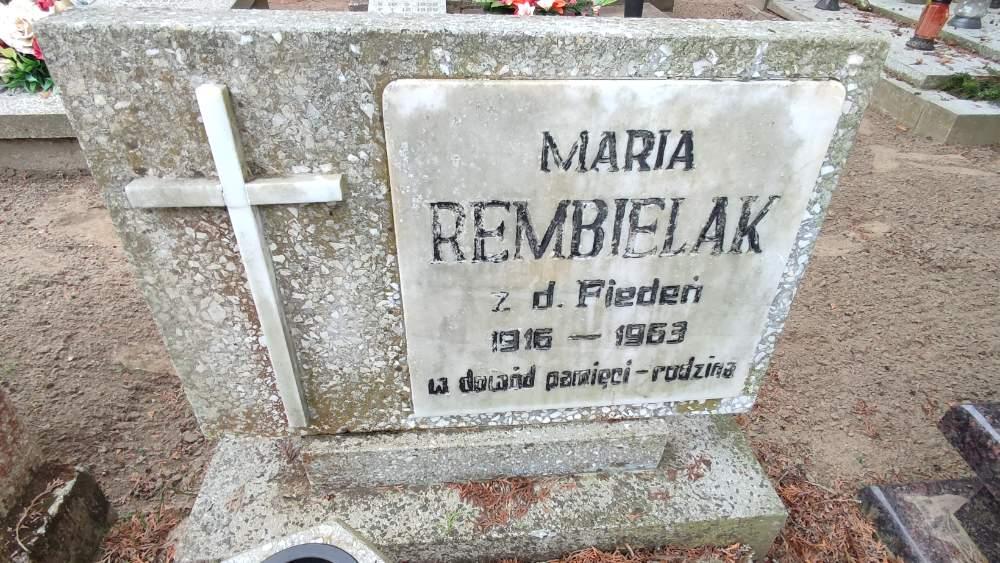 MARIA
REMBIELAK
z d. Fiedeń
1916 — 1963
w dowód pamięci - rodzina